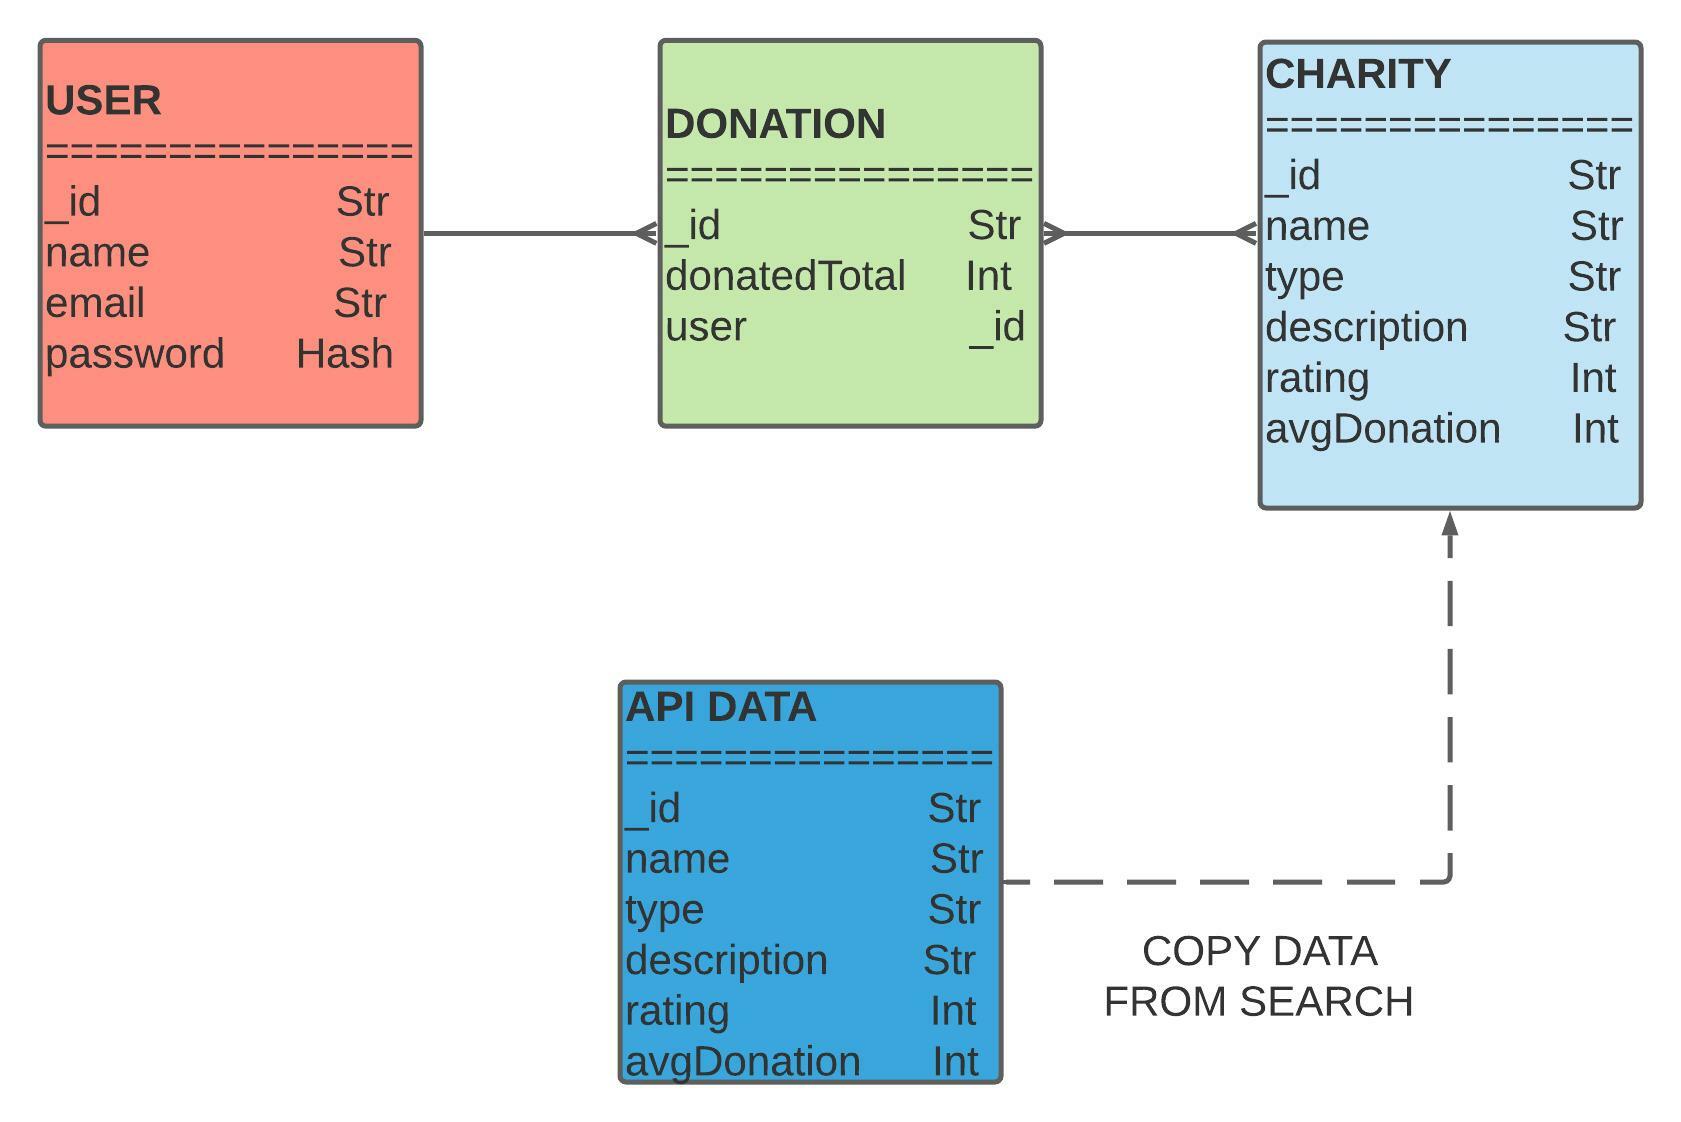 USER
===============
_id Str
name Str
email Str
password Hash
DONATION
===============
_id Str
donatedTotal Int
user _id
CHARITY
===============
_id Str
name Str
type Str
description Str
rating Int
avgDonation Int
API DATA
===============
_id Str
name Str
type Str
description Str
rating Int
avgDonation Int
COPY DATA
FROM SEARCH